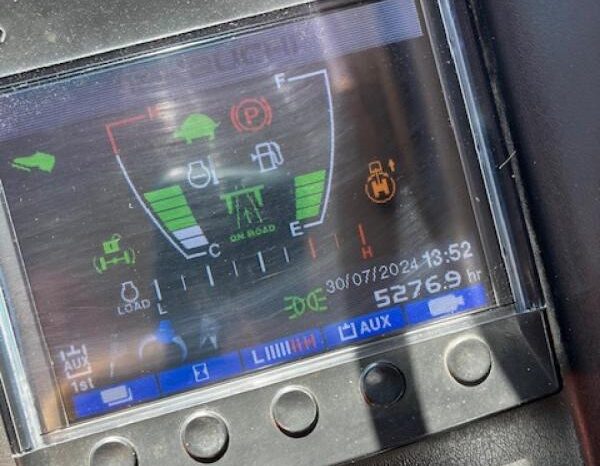 H F
P
ON ROAD
C E
LOAD L H
30/07/2024 13:52
5276.9 hr
AUX
1st
L H
AUX